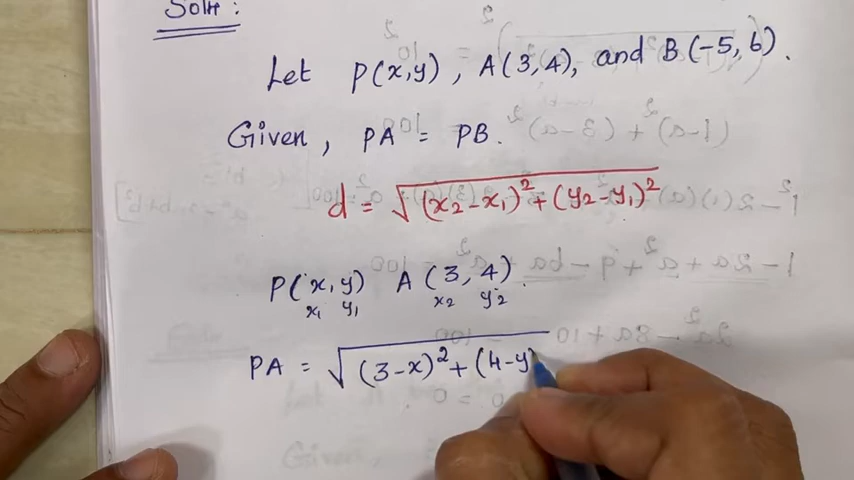 Soln :
Let P(x,y), A(3,4), and B(-5,6).
Given, PA = PB.
d = √(x₂-x₁)²+(y₂-y₁)²
P(x,y) A(3,4).
x₁ y₁ x₂ y₂
PA = √(3-x)²+(4-y)